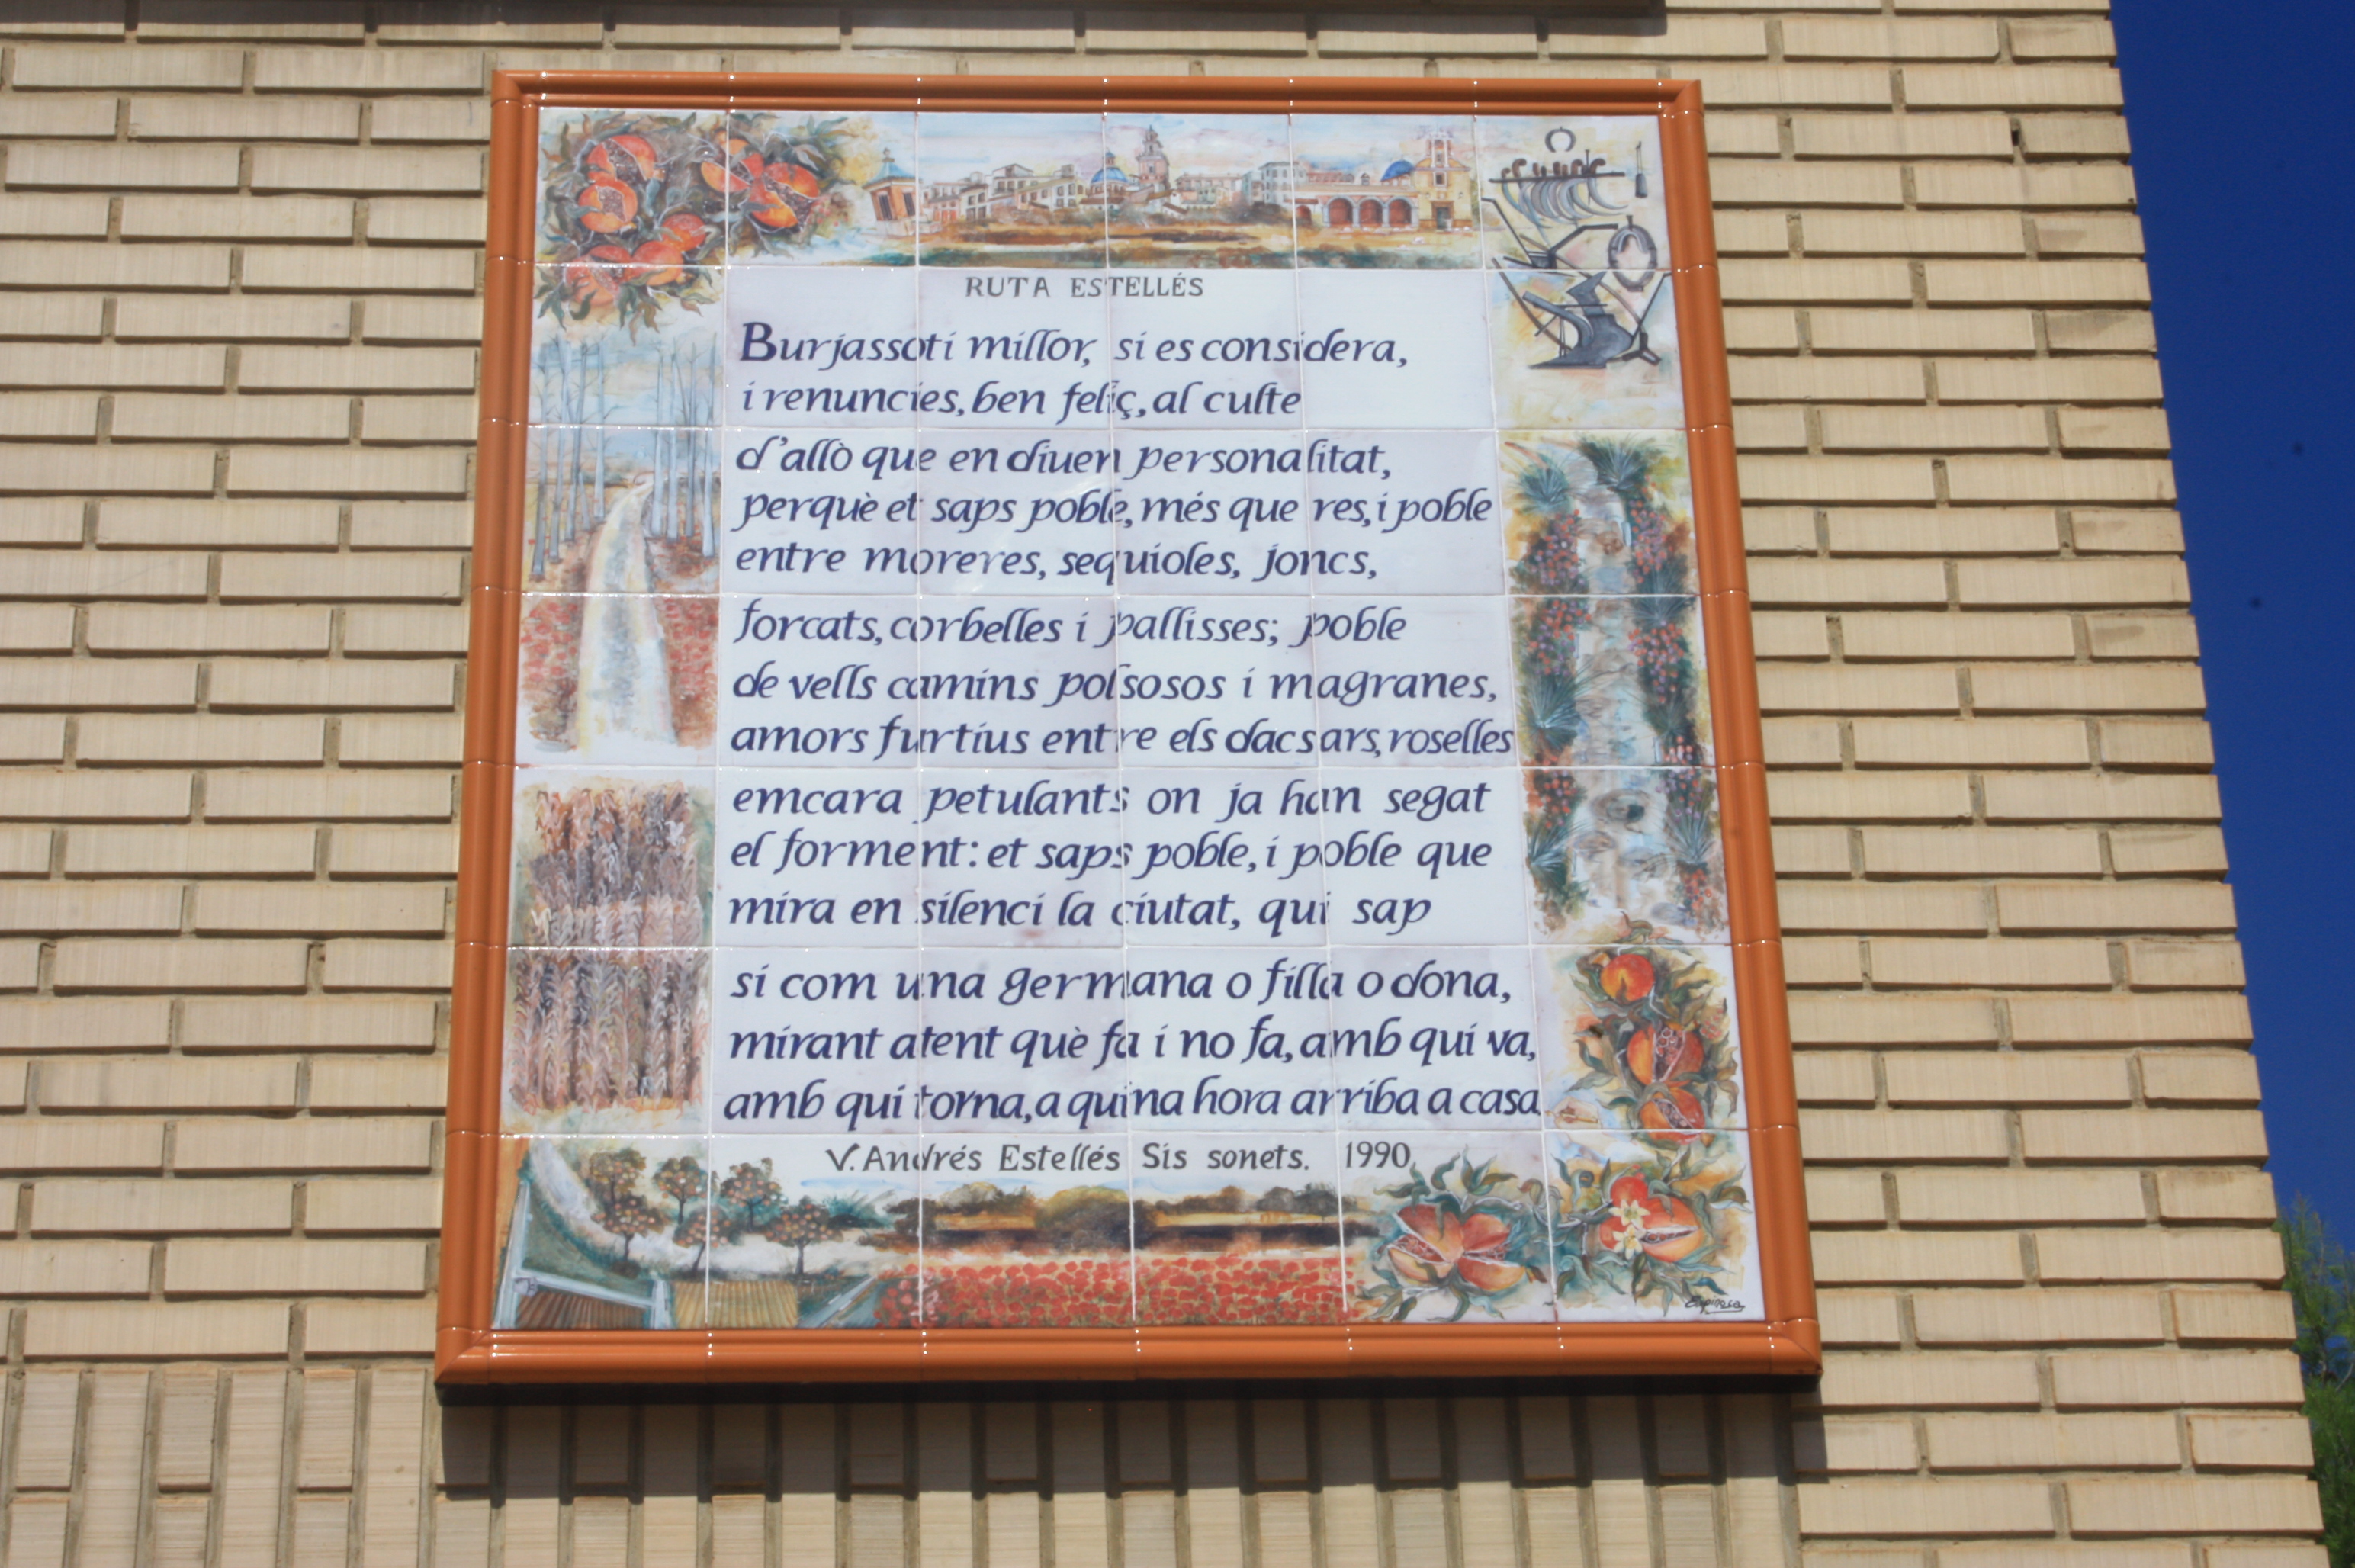 RUTA ESTELLÉS
Burjassoti millor, si es considera,
i renuncies, ben feliç, al culte
d'allò que en diuen personalitat,
perquè et saps poble, més que res, i poble
entre moreres, sequioles, joncs,
forcats, corbelles i pallisses; poble
de vells camins polsosos i magranes,
amors furtius entre els dacsars, roselles
emcara petulants on ja han segat
el forment: et saps poble, i poble que
mira en silenci la ciutat, qui sap
si com una germana o filla o dona,
mirant atent què fa i no fa, amb qui va,
amb qui torna, a quina hora arriba a casa
V. Andrés Estellés Sis sonets. 1990
Espinosa